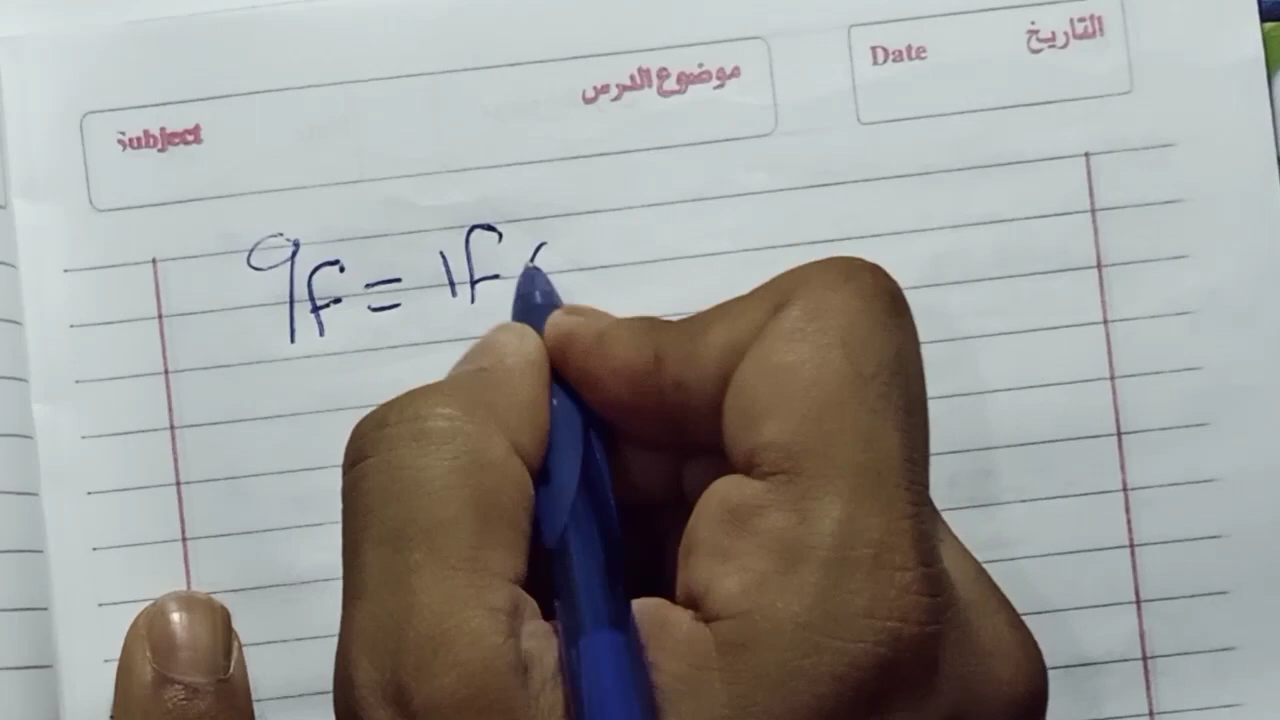 Date التاريخ
Subject موضوع الدرس
9f = 1f